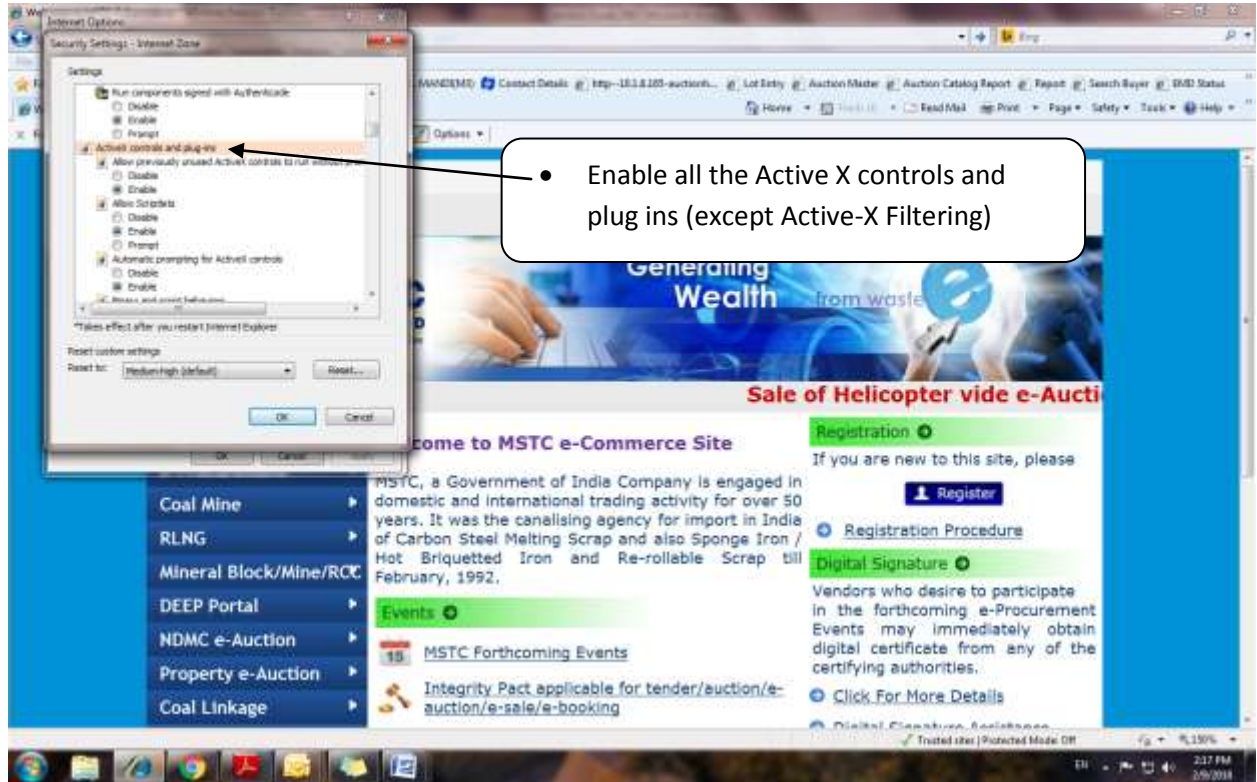 Internet Options
Security Settings - Internet Zone
Settings
Run components signed with Authenticode
Disable
Enable
Prompt
ActiveX controls and plug-ins
Allow previously unused ActiveX controls to run without
Disable
Enable
Allow Scriptlets
Disable
Enable
Prompt
Automatic prompting for ActiveX controls
Disable
Enable
*Takes effect after you restart Internet Explorer
Reset custom settings
Reset to: Medium-high (default) Reset...
OK Cancel
OK Cancel
Bing
Contact Details Lot Entry Auction Master Auction Catalog Report Report Search Buyer EMD Status
Home Read Mail Print Page Safety Tools Help
Options
• Enable all the Active X controls and
plug ins (except Active-X Filtering)
Generating
Wealth from waste
Sale of Helicopter vide e-Aucti
come to MSTC e-Commerce Site
MSTC, a Government of India Company is engaged in
domestic and international trading activity for over 50
years. It was the canalising agency for import in India
of Carbon Steel Melting Scrap and also Sponge Iron /
Hot Briquetted Iron and Re-rollable Scrap till
February, 1992.
Events
15 MSTC Forthcoming Events
Integrity Pact applicable for tender/auction/e-
auction/e-sale/e-booking
Coal Mine
RLNG
Mineral Block/Mine/RCC
DEEP Portal
NDMC e-Auction
Property e-Auction
Coal Linkage
Registration
If you are new to this site, please
Register
Registration Procedure
Digital Signature
Vendors who desire to participate
in the forthcoming e-Procurement
Events may immediately obtain
digital certificate from any of the
certifying authorities.
Click For More Details
Digital Signature Assistance
Trusted sites | Protected Mode: Off 150%
EN 2:17 PM